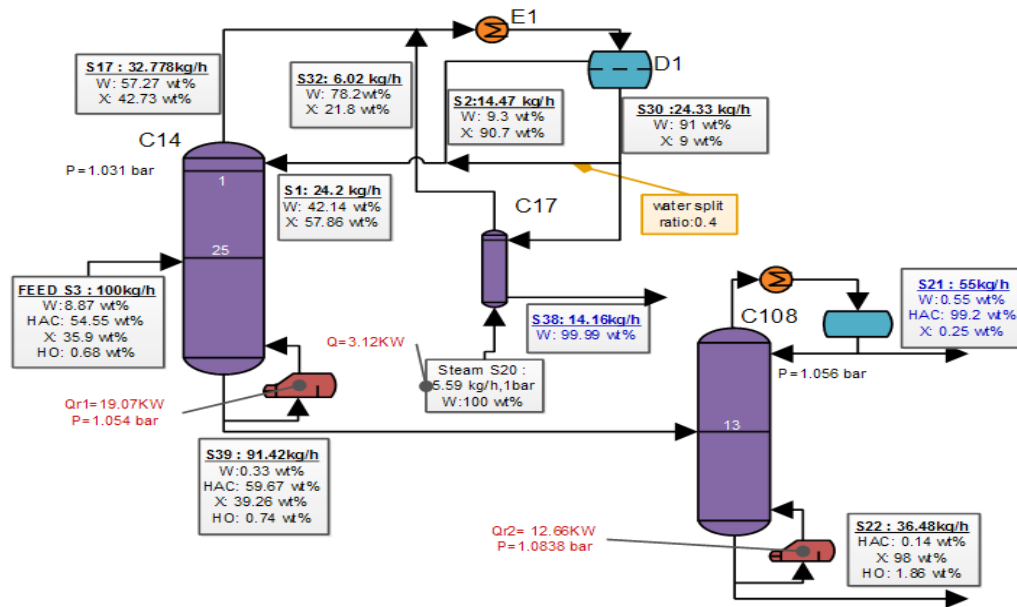 E1
D1
S17 : 32.778kg/h
W: 57.27 wt%
X: 42.73 wt%
S32: 6.02 kg/h
W: 78.2wt%
X: 21.8 wt%
S2:14.47 kg/h
W: 9.3 wt%
X: 90.7 wt%
S30 :24.33 kg/h
W: 91 wt%
X: 9 wt%
C14
P=1.031 bar
1
25
S1: 24.2 kg/h
W: 42.14 wt%
X: 57.86 wt%
C17
water split
ratio:0.4
FEED S3 : 100kg/h
W:8.87 wt%
HAC: 54.55 wt%
X: 35.9 wt%
HO: 0.68 wt%
S38: 14.16kg/h
W: 99.99 wt%
Q=3.12KW
Steam S20 :
5.59 kg/h,1bar
W:100 wt%
C108
S21 : 55kg/h
W:0.55 wt%
HAC: 99.2 wt%
X: 0.25 wt%
P=1.056 bar
13
Qr1=19.07KW
P=1.054 bar
S39 : 91.42kg/h
W:0.33 wt%
HAC: 59.67 wt%
X: 39.26 wt%
HO: 0.74 wt%
Qr2= 12.66KW
P=1.0838 bar
S22 : 36.48kg/h
HAC: 0.14 wt%
X: 98 wt%
HO: 1.86 wt%